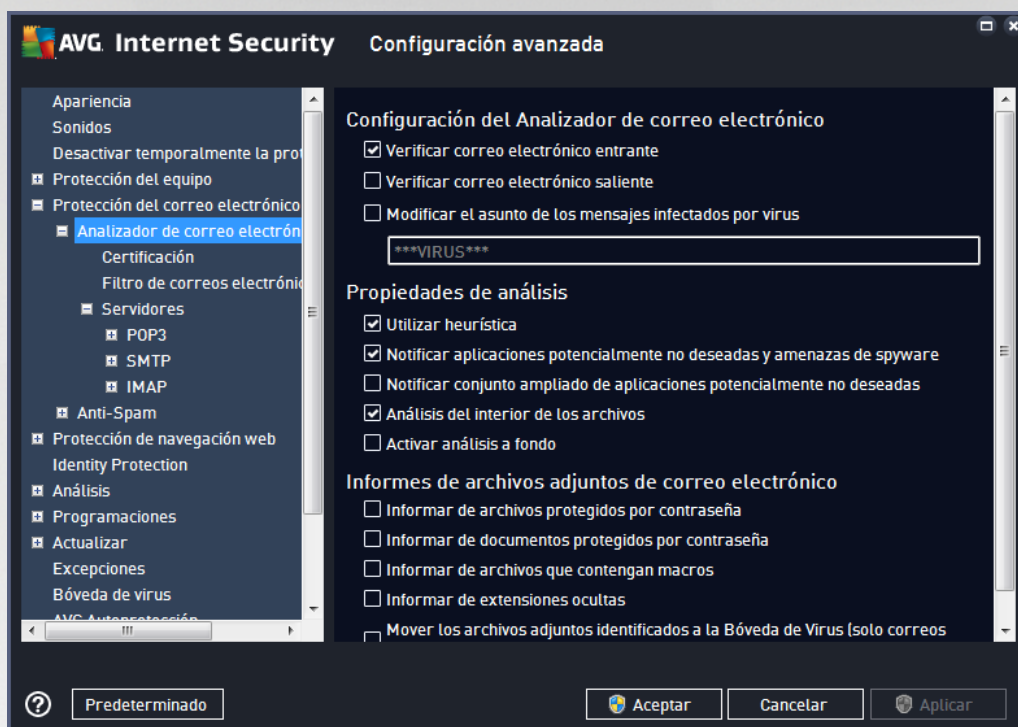 AVG. Internet Security
Configuración avanzada
Apariencia
Sonidos
Desactivar temporalmente la prot
Protección del equipo
Protección del correo electrónico
Analizador de correo electrón
Certificación
Filtro de correos electrónic
Servidores
POP3
SMTP
IMAP
Anti-Spam
Protección de navegación web
Identity Protection
Análisis
Programaciones
Actualizar
Excepciones
Bóveda de virus
AVG Autoprotección
Configuración del Analizador de correo electrónico
Verificar correo electrónico entrante
Verificar correo electrónico saliente
Modificar el asunto de los mensajes infectados por virus
***VIRUS***
Propiedades de análisis
Utilizar heurística
Notificar aplicaciones potencialmente no deseadas y amenazas de spyware
Notificar conjunto ampliado de aplicaciones potencialmente no deseadas
Análisis del interior de los archivos
Activar análisis a fondo
Informes de archivos adjuntos de correo electrónico
Informar de archivos protegidos por contraseña
Informar de documentos protegidos por contraseña
Informar de archivos que contengan macros
Informar de extensiones ocultas
Mover los archivos adjuntos identificados a la Bóveda de Virus (solo correos
Predeterminado
Aceptar
Cancelar
Aplicar